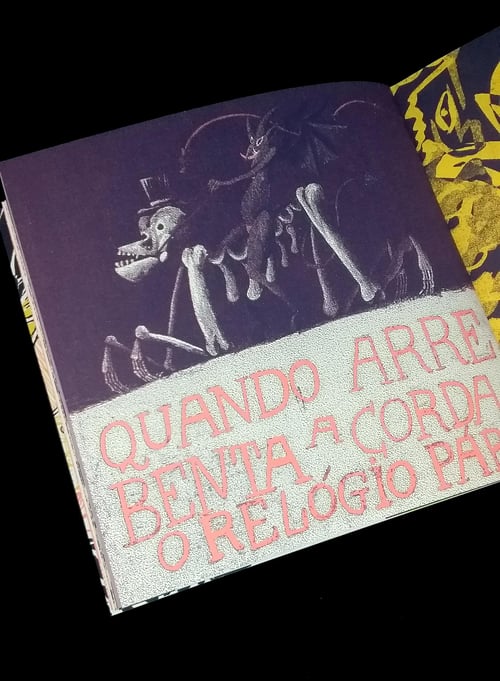 QUANDO ARRE
BENTA A CORDA
O RELÓGIO PÁR